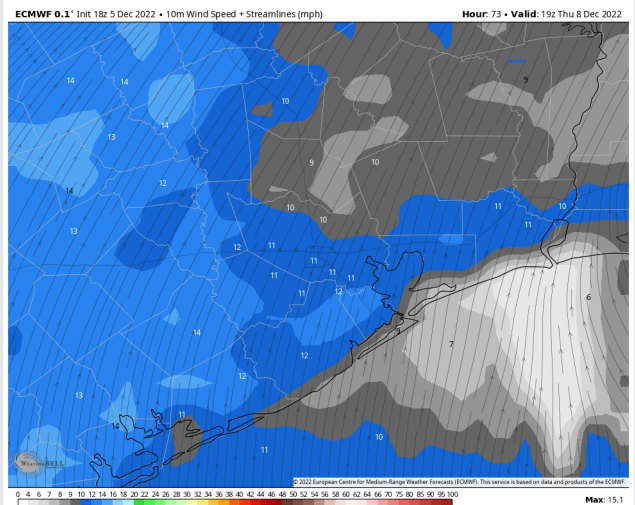 ECMWF 0.1° Init 18z 5 Dec 2022 • 10m Wind Speed + Streamlines (mph) Hour: 73 • Valid: 19z Thu 8 Dec 2022
14 14 9
10
14
13
9 10
12
14
10 11 10
10 11
13
12 11
11
11 11 11
11 12
6
14
7
12
12
13
11
14
10
11
WeatherBELL
© 2022 European Centre for Medium-Range Weather Forecasts (ECMWF). This service is based on data and products of the ECMWF.
0 4 6 7 8 9 10 12 14 16 18 20 22 24 26 28 30 32 34 36 38 40 42 44 46 48 50 52 54 56 58 60 62 64 66 68 70 75 80 85 90 95 100
Max: 15.1